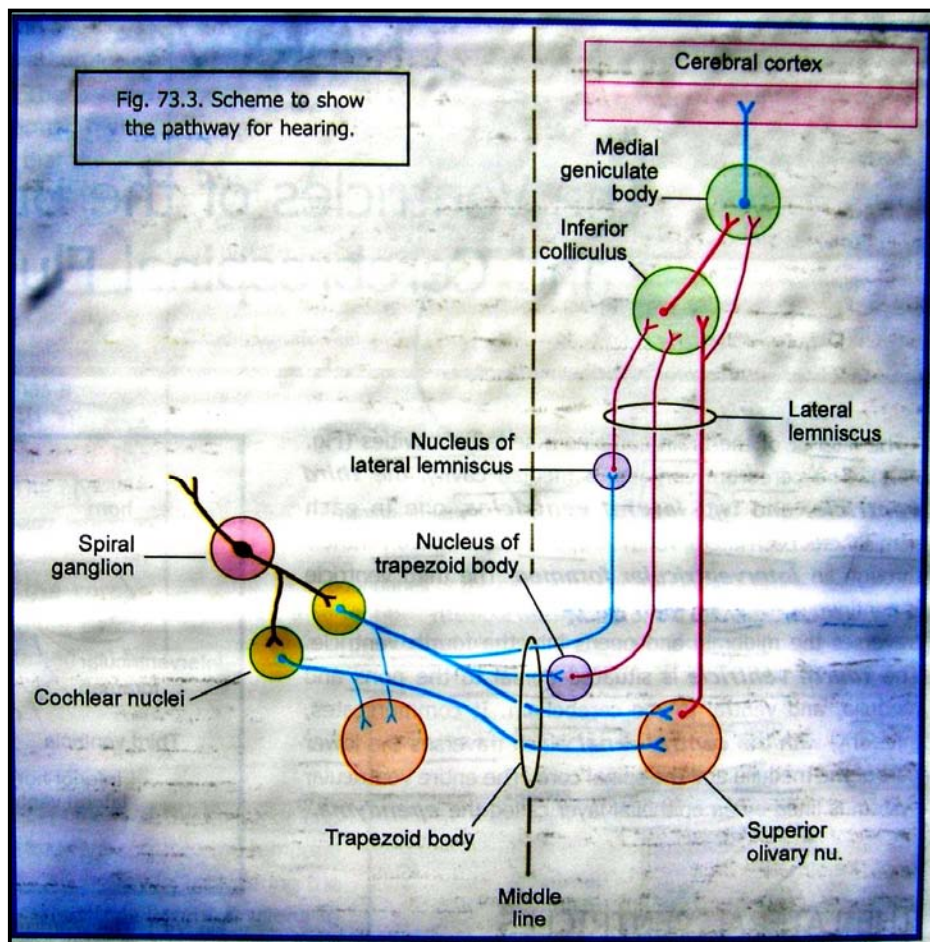 Fig. 73.3. Scheme to show
the pathway for hearing.
Cerebral cortex
Medial
geniculate
body
Inferior
colliculus
Lateral
lemniscus
Nucleus of
lateral lemniscus
Nucleus of
trapezoid body
Spiral
ganglion
Cochlear nuclei
Trapezoid body
Superior
olivary nu.
Middle
line